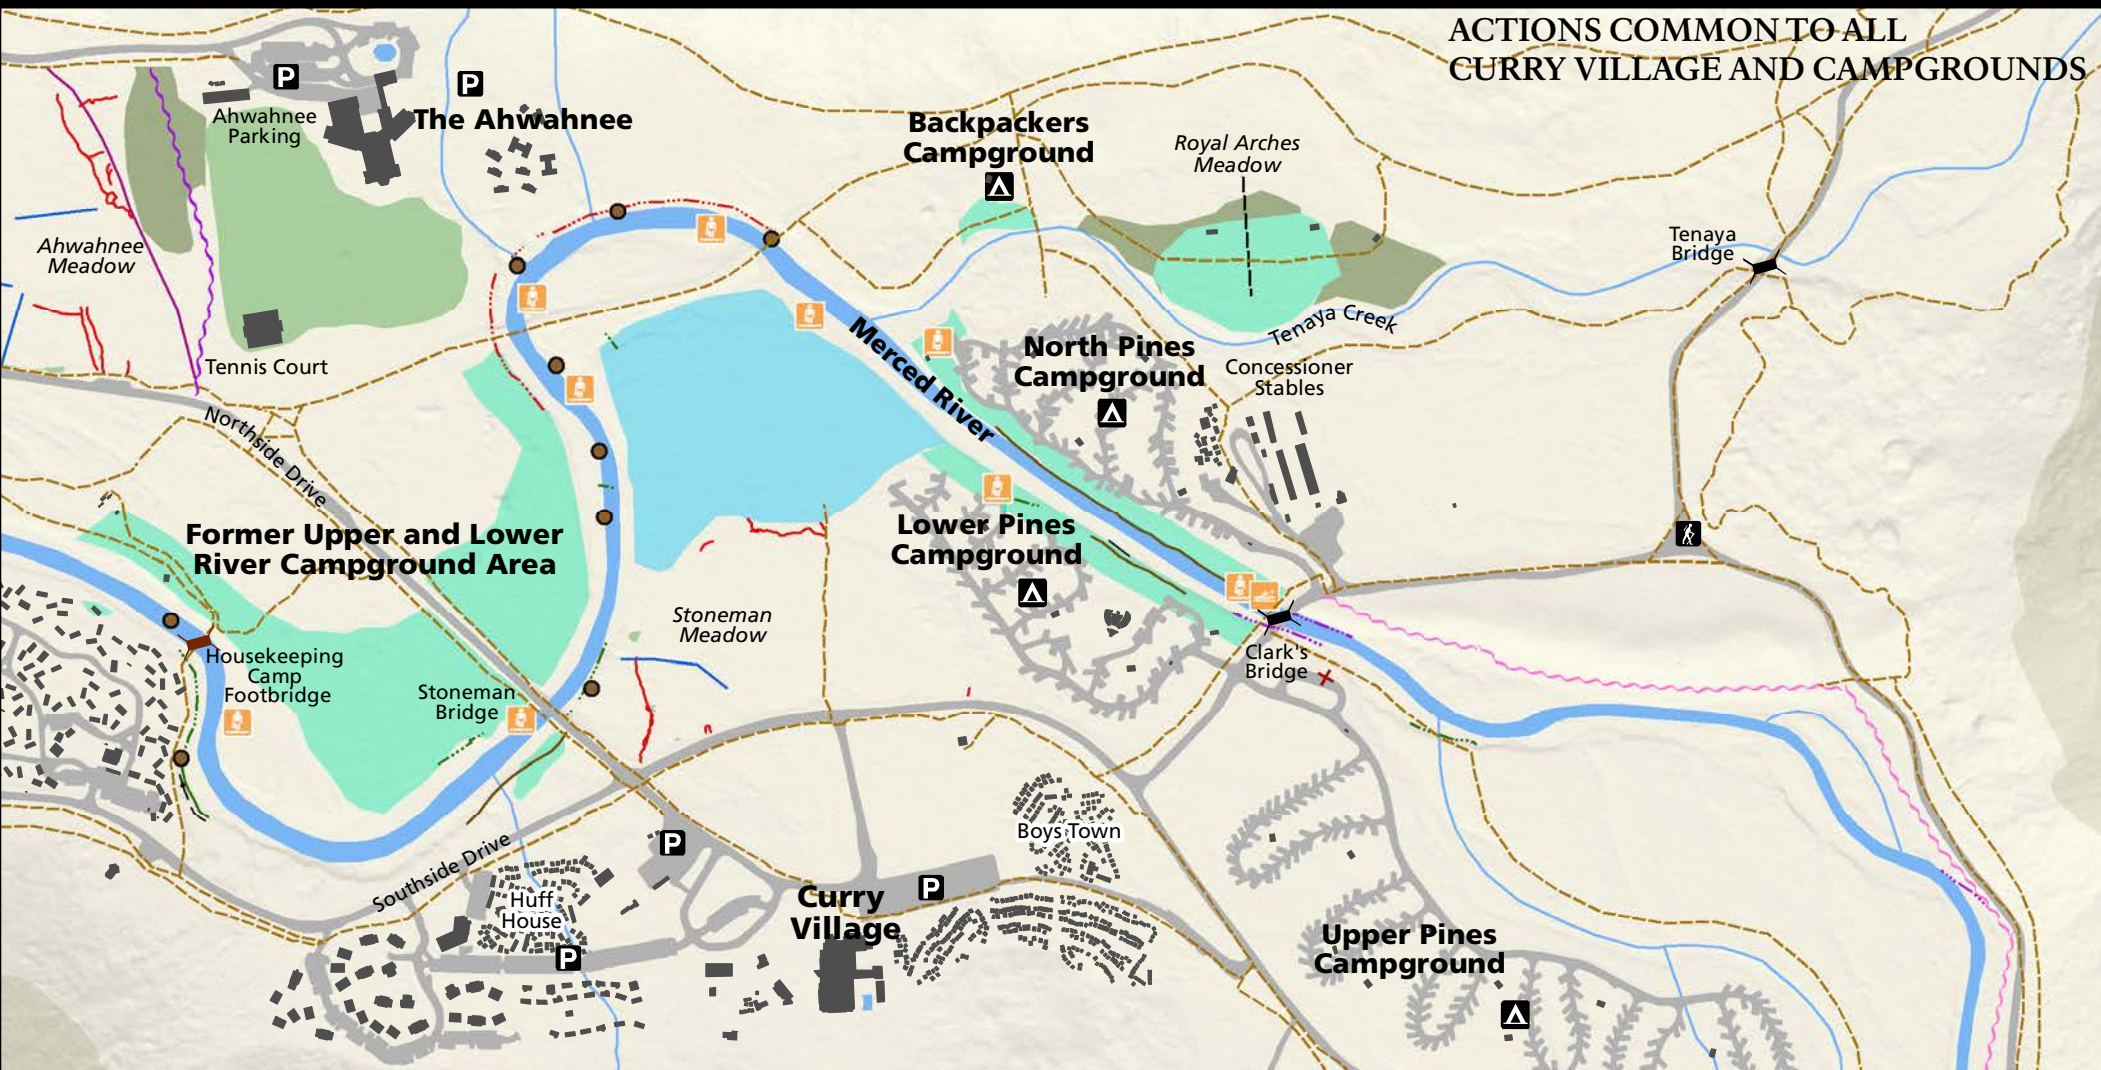 ACTIONS COMMON TO ALL
CURRY VILLAGE AND CAMPGROUNDS
P
P
Ahwahnee
Parking
The Ahwahnee
Backpackers
Campground
Royal Arches
Meadow
Ahwahnee
Meadow
Tenaya
Bridge
Tennis Court
Merced River
North Pines
Campground
Tenaya Creek
Concessioner
Stables
Northside Drive
Former Upper and Lower
River Campground Area
Lower Pines
Campground
Stoneman
Meadow
Housekeeping
Camp
Footbridge
Stoneman
Bridge
Clark's
Bridge
Southside Drive
P
Boys Town
Huff
House
P
Curry
Village
P
Upper Pines
Campground